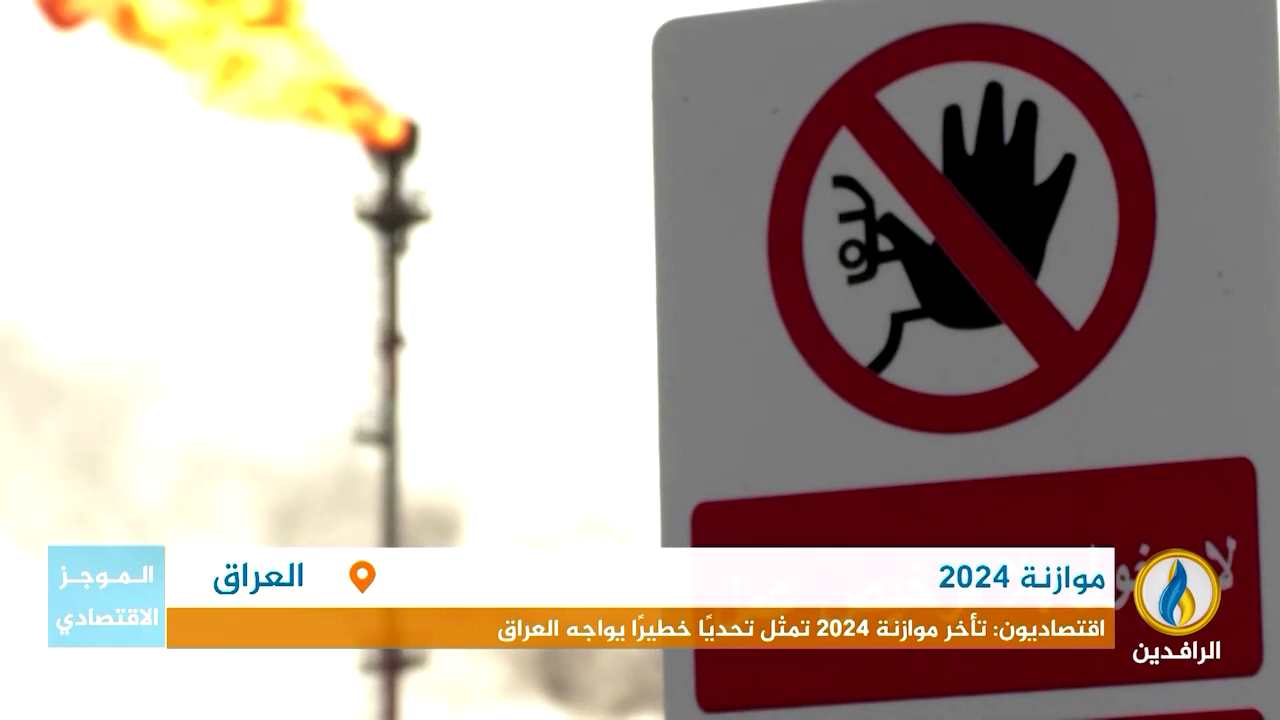 موازنة 2024
العراق
اقتصاديون: تأخر موازنة 2024 تمثل تحديًا خطيرًا يواجه العراق
الـمـوجـز
الاقتصادي
الرافدين